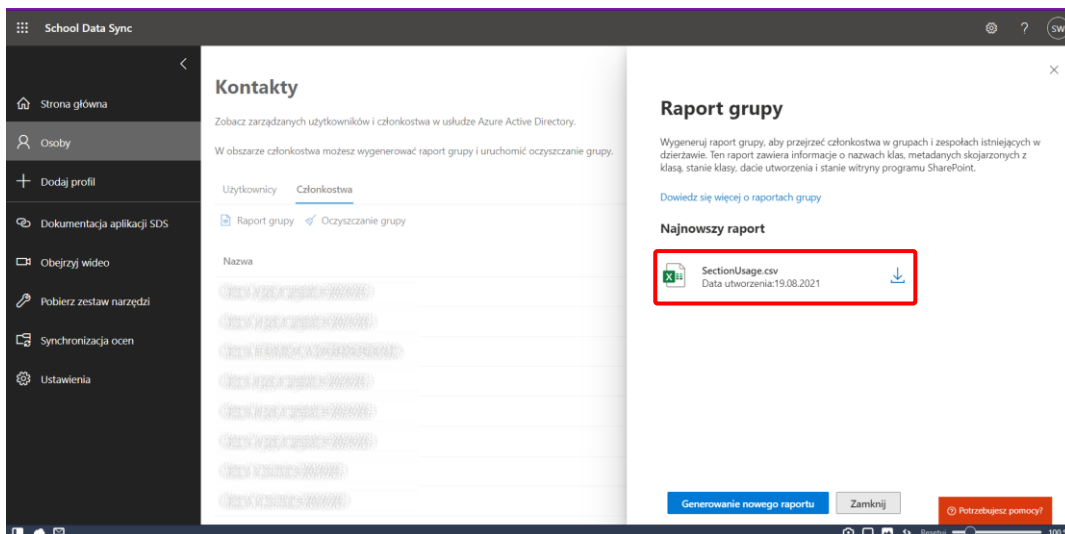 School Data Sync
SW
Strona główna
Osoby
Dodaj profil
Dokumentacja aplikacji SDS
Obejrzyj wideo
Pobierz zestaw narzędzi
Synchronizacja ocen
Ustawienia
Kontakty
Zobacz zarządzanych użytkowników i członkostwa w usłudze Azure Active Directory.
W obszarze członkostwa możesz wygenerować raport grupy i uruchomić oczyszczanie grupy.
Użytkownicy Członkostwa
Raport grupy Oczyszczanie grupy
Nazwa
Raport grupy
Wygeneruj raport grupy, aby przejrzeć członkostwa w grupach i zespołach istniejących w
dzierżawie. Ten raport zawiera informacje o nazwach klas, metadanych skojarzonych z
klasą, stanie klasy, dacie utworzenia i stanie witryny programu SharePoint.
Dowiedz się więcej o raportach grupy
Najnowszy raport
SectionUsage.csv
Data utworzenia:19.08.2021
Generowanie nowego raportu Zamknij
Potrzebujesz pomocy?
Resetuj